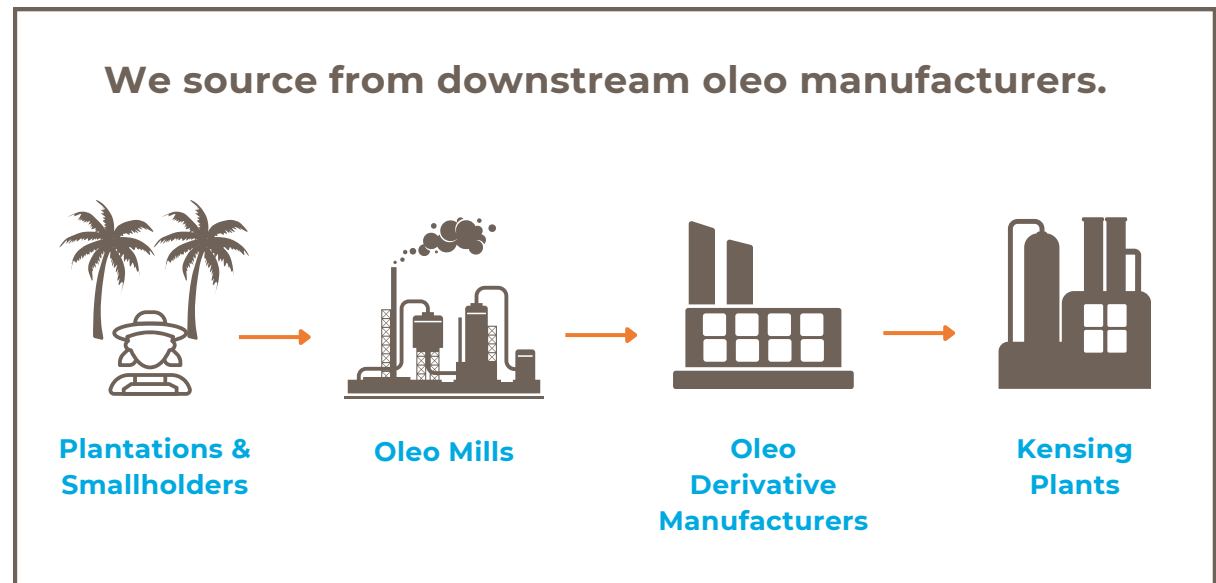 We source from downstream oleo manufacturers.
Plantations &
Smallholders
Oleo Mills
Oleo
Derivative
Manufacturers
Kensing
Plants